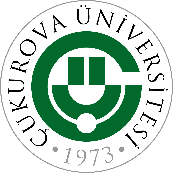 ÇUKUROVA ÜNİVERSİTESİ
• 1973 •